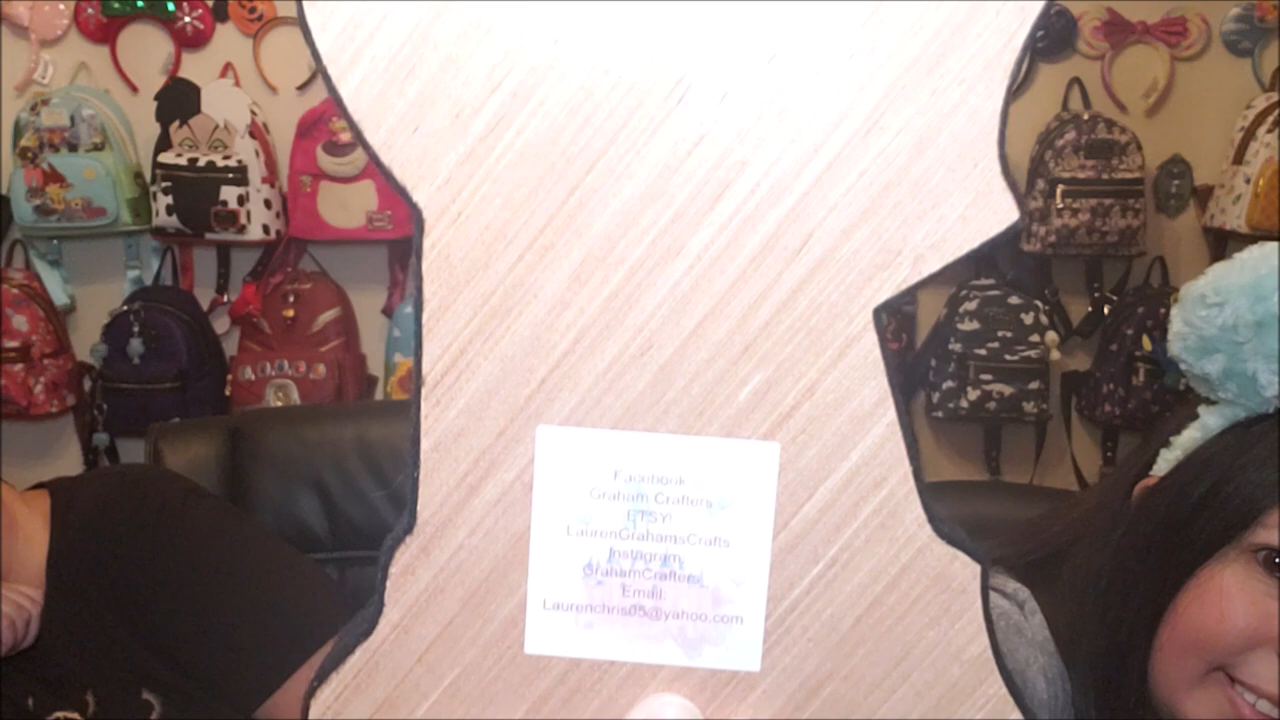 Facebook
Graham Crafters
ETSY!
LaurenGrahamsCrafts
Instagram
GrahamCrafters
Email:
Laurenchris05@yahoo.com